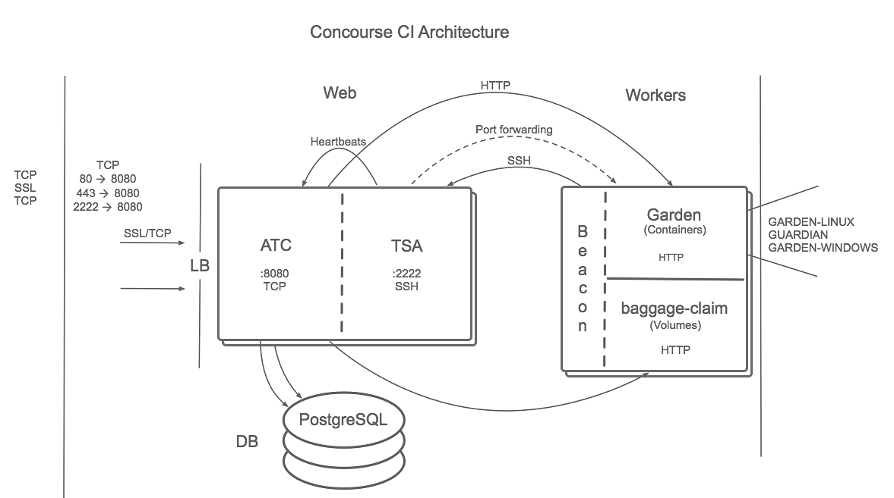 Concourse CI Architecture
Web
Workers
HTTP
Heartbeats
Port forwarding
SSH
TCP
SSL
TCP
TCP
80 → 8080
443 → 8080
2222 → 8080
SSL/TCP
LB
ATC
:8080
TCP
TSA
:2222
SSH
Beacon
Garden
(Containers)
HTTP
baggage-claim
(Volumes)
HTTP
GARDEN-LINUX
GUARDIAN
GARDEN-WINDOWS
PostgreSQL
DB